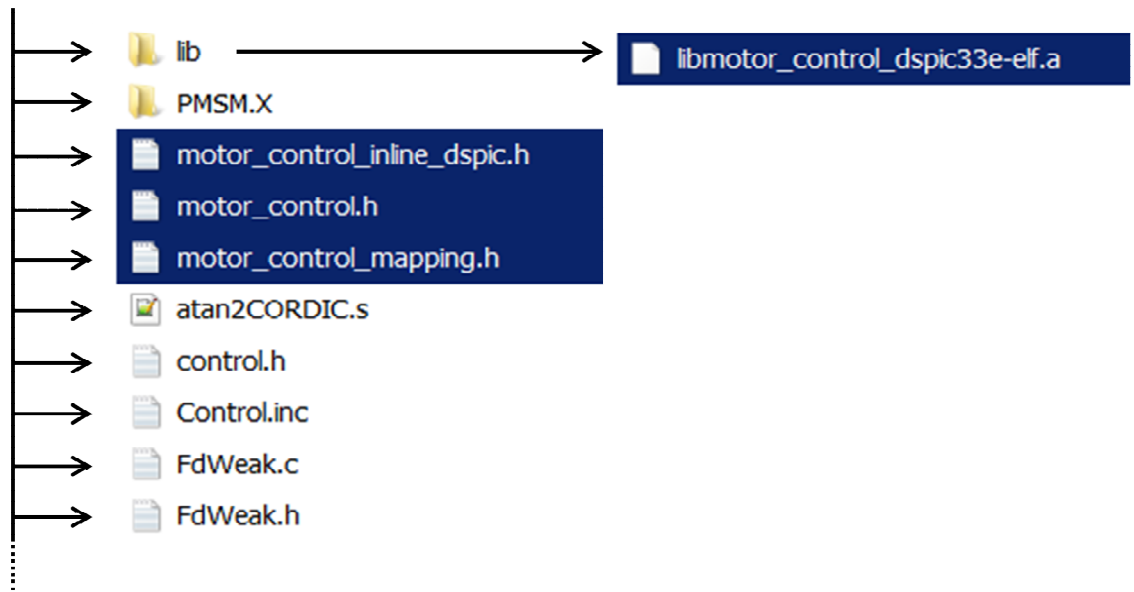 lib
libmotor_control_dspic33e-elf.a
PMSM.X
motor_control_inline_dspic.h
motor_control.h
motor_control_mapping.h
atan2CORDIC.s
control.h
Control.inc
FdWeak.c
FdWeak.h